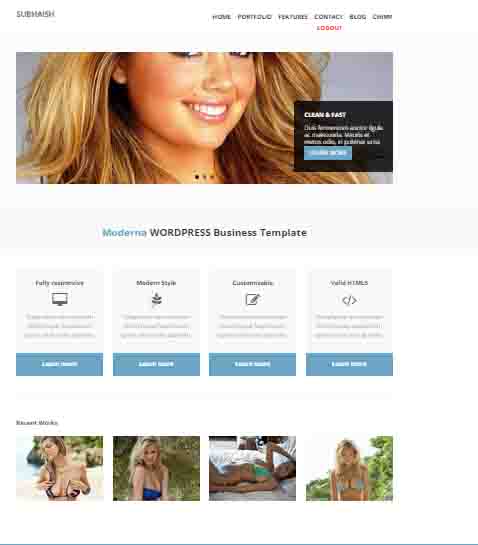 SUBHAISH
HOME PORTFOLIO FEATURES CONTACT BLOG CHIMM
LOGOUT
CLEAN & FAST
Duis fermentum auctor ligula
ac malesuada. Mauris et
metus odio, in pulvinar urna
LEARN MORE
Moderna WORDPRESS Business Template
Fully responsive Modern Style Customizable Valid HTML5
</>
Learn more Learn more Learn more Learn more
Recent Works